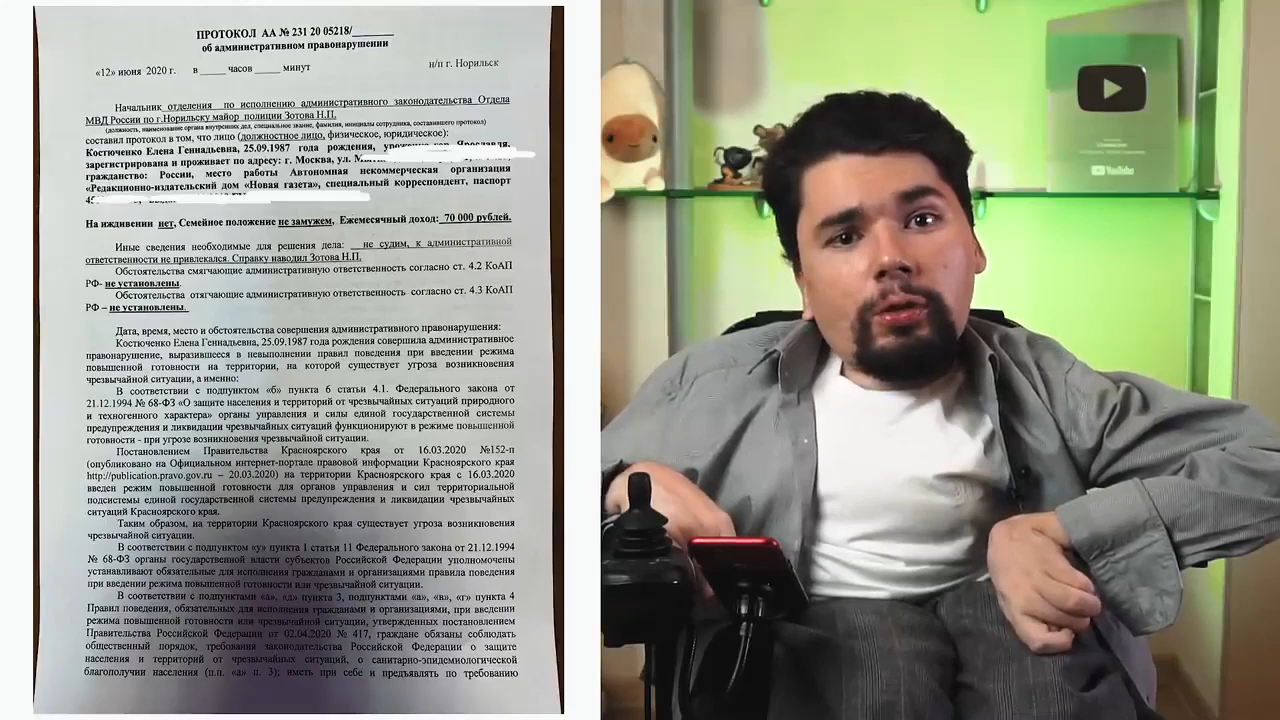 ПРОТОКОЛ АА № 231 20 05218/________
об административном правонарушении
«12» июня 2020 г. в _____ часов _____ минут н/п г. Норильск
Начальник отделения по исполнению административного законодательства Отдела
МВД России по г.Норильску майор полиции Зотова Н.П.
(должность, наименование органа внутренних дел, специальное звание, фамилия, инициалы сотрудника, составившего протокол)
составил протокол в том, что лицо (должностное лицо, физическое, юридическое):
Костюченко Елена Геннадьевна, 25.09.1987 года рождения,
зарегистрирована и проживает по адресу: г. Москва, ул.
гражданство: России, место работы Автономная некоммерческая организация
«Редакционно-издательский дом «Новая газета», специальный корреспондент, паспорт
На иждивении нет, Семейное положение не замужем, Ежемесячный доход: 70 000 рублей.
Иные сведения необходимые для решения дела: не судим, к административной
ответственности не привлекался. Справку наводил Зотова Н.П.
Обстоятельства смягчающие административную ответственность согласно ст. 4.2 КоАП
РФ- не установлены.
Обстоятельства отягчающие административную ответственность согласно ст. 4.3 КоАП
РФ – не установлены.
Дата, время, место и обстоятельства совершения административного правонарушения:
Костюченко Елена Геннадьевна, 25.09.1987 года рождения совершила административное
правонарушение, выразившееся в невыполнении правил поведения при введении режима
повышенной готовности на территории, на которой существует угроза возникновения
чрезвычайной ситуации, а именно:
В соответствии с подпунктом «б» пункта 6 статьи 4.1. Федерального закона от
21.12.1994 № 68-ФЗ «О защите населения и территорий от чрезвычайных ситуаций природного
и техногенного характера» органы управления и силы единой государственной системы
предупреждения и ликвидации чрезвычайных ситуаций функционируют в режиме повышенной
готовности - при угрозе возникновения чрезвычайной ситуации.
Постановлением Правительства Красноярского края от 16.03.2020 №152-п
(опубликовано на Официальном интернет-портале правовой информации Красноярского края
http://publication.pravo.gov.ru – 20.03.2020) на территории Красноярского края с 16.03.2020
введен режим повышенной готовности для органов управления и сил территориальной
подсистемы единой государственной системы предупреждения и ликвидации чрезвычайных
ситуаций Красноярского края.
Таким образом, на территории Красноярского края существует угроза возникновения
чрезвычайной ситуации.
В соответствии с подпунктом «у» пункта 1 статьи 11 Федерального закона от 21.12.1994
№ 68-ФЗ органы государственной власти субъектов Российской Федерации уполномочены
устанавливают обязательные для исполнения гражданами и организациями правила поведения
при введении режима повышенной готовности или чрезвычайной ситуации.
В соответствии с подпунктами «а», «д» пункта 3, подпунктами «а», «в», «г» пункта 4
Правил поведения, обязательных для исполнения гражданами и организациями, при введении
режима повышенной готовности или чрезвычайной ситуации, утвержденных постановлением
Правительства Российской Федерации от 02.04.2020 № 417, граждане обязаны соблюдать
общественный порядок, требования законодательства Российской Федерации о защите
населения и территорий от чрезвычайных ситуаций, о санитарно-эпидемиологической
благополучии населения (п.п. «а» п. 3); иметь при себе и предъявлять по требованию
YouTube